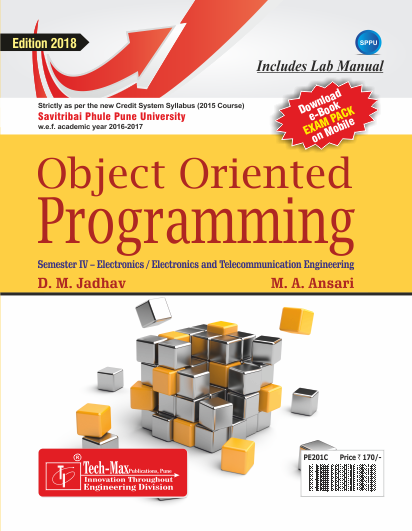 Edition 2018
SPPU
Includes Lab Manual
Strictly as per the new Credit System Syllabus (2015 Course)
Savitribai Phule Pune University
w.e.f. academic year 2016-2017
Download
e-Book
EXAM PACK
on Mobile
Object Oriented
Programming
Semester IV – Electronics / Electronics and Telecommunication Engineering
D. M. Jadhav
M. A. Ansari
®
TP
Tech-Max Publications, Pune
Innovation Throughout
Engineering Division
PE201C Price ₹ 170/-